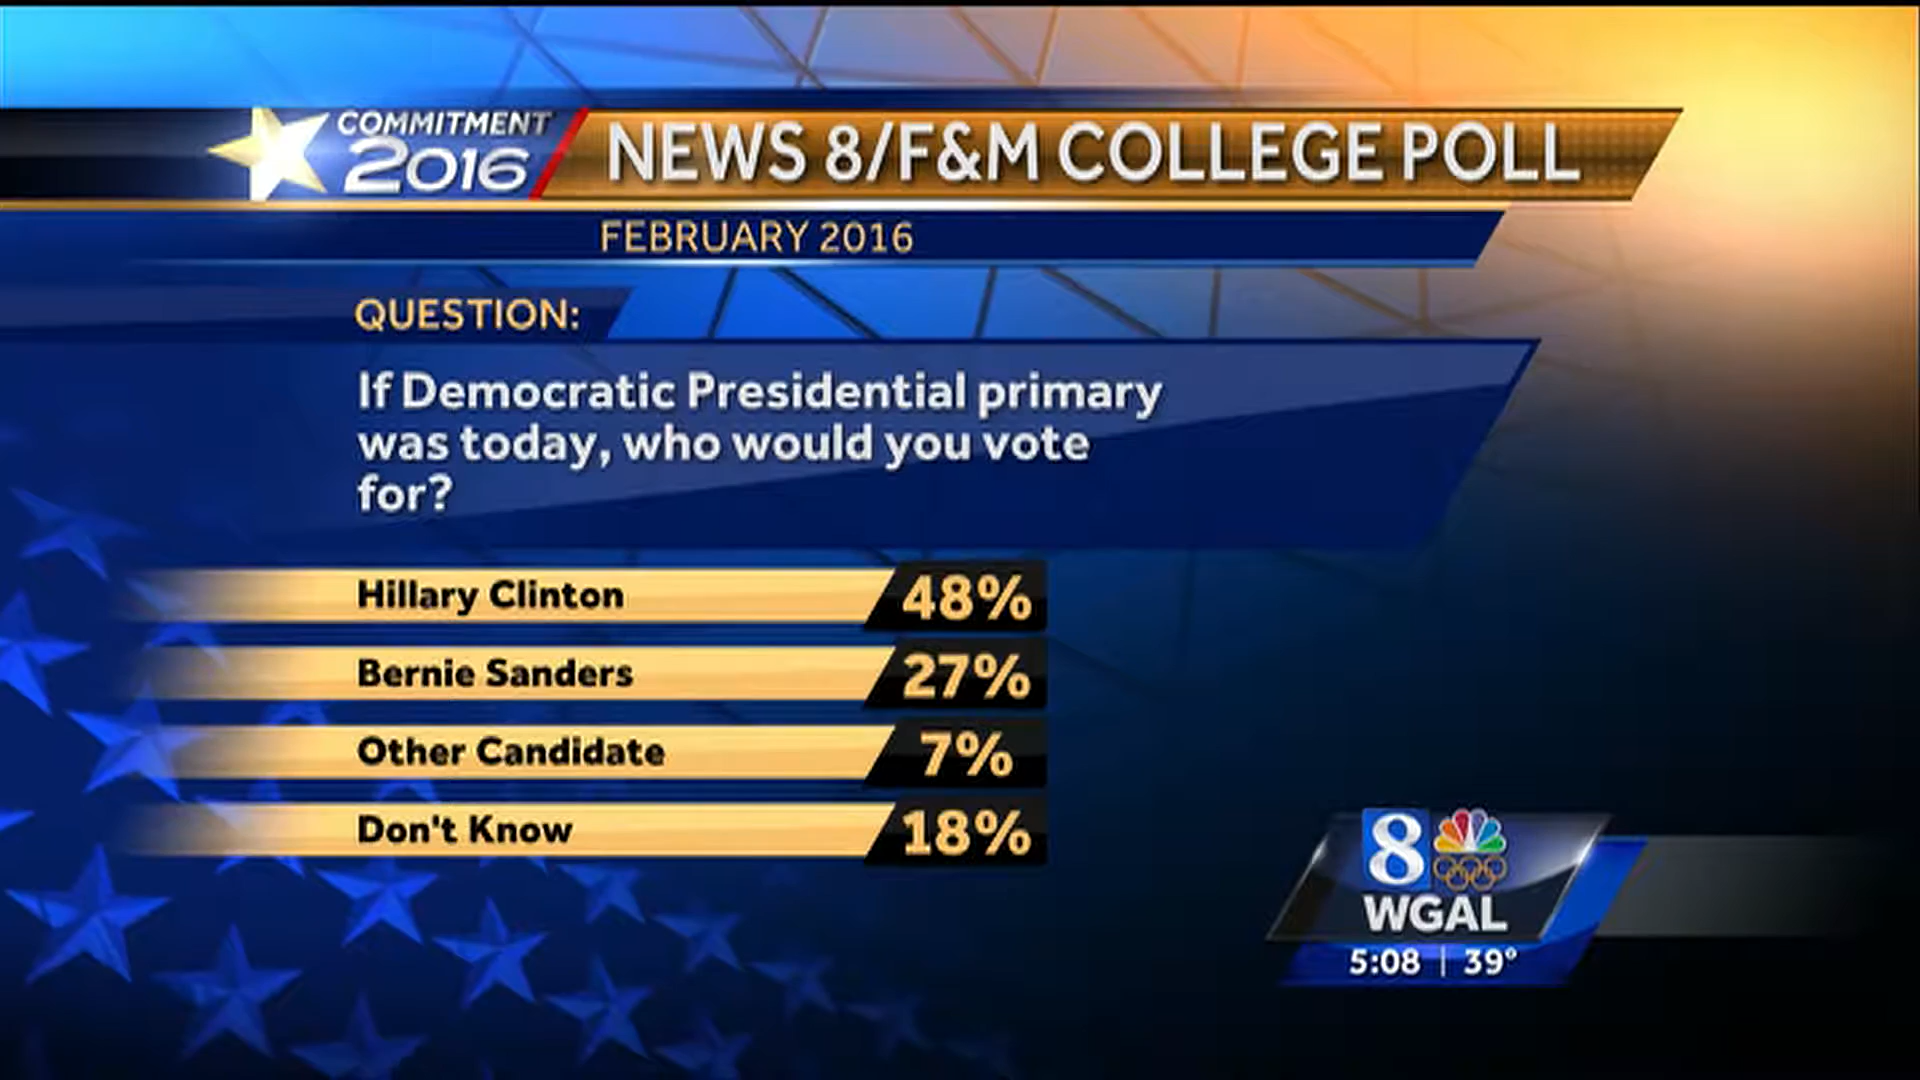 COMMITMENT
2016
NEWS 8/F&M COLLEGE POLL
FEBRUARY 2016
QUESTION:
If Democratic Presidential primary
was today, who would you vote
for?
Hillary Clinton 48%
Bernie Sanders 27%
Other Candidate 7%
Don't Know 18%
8
WGAL
5:08 | 39°